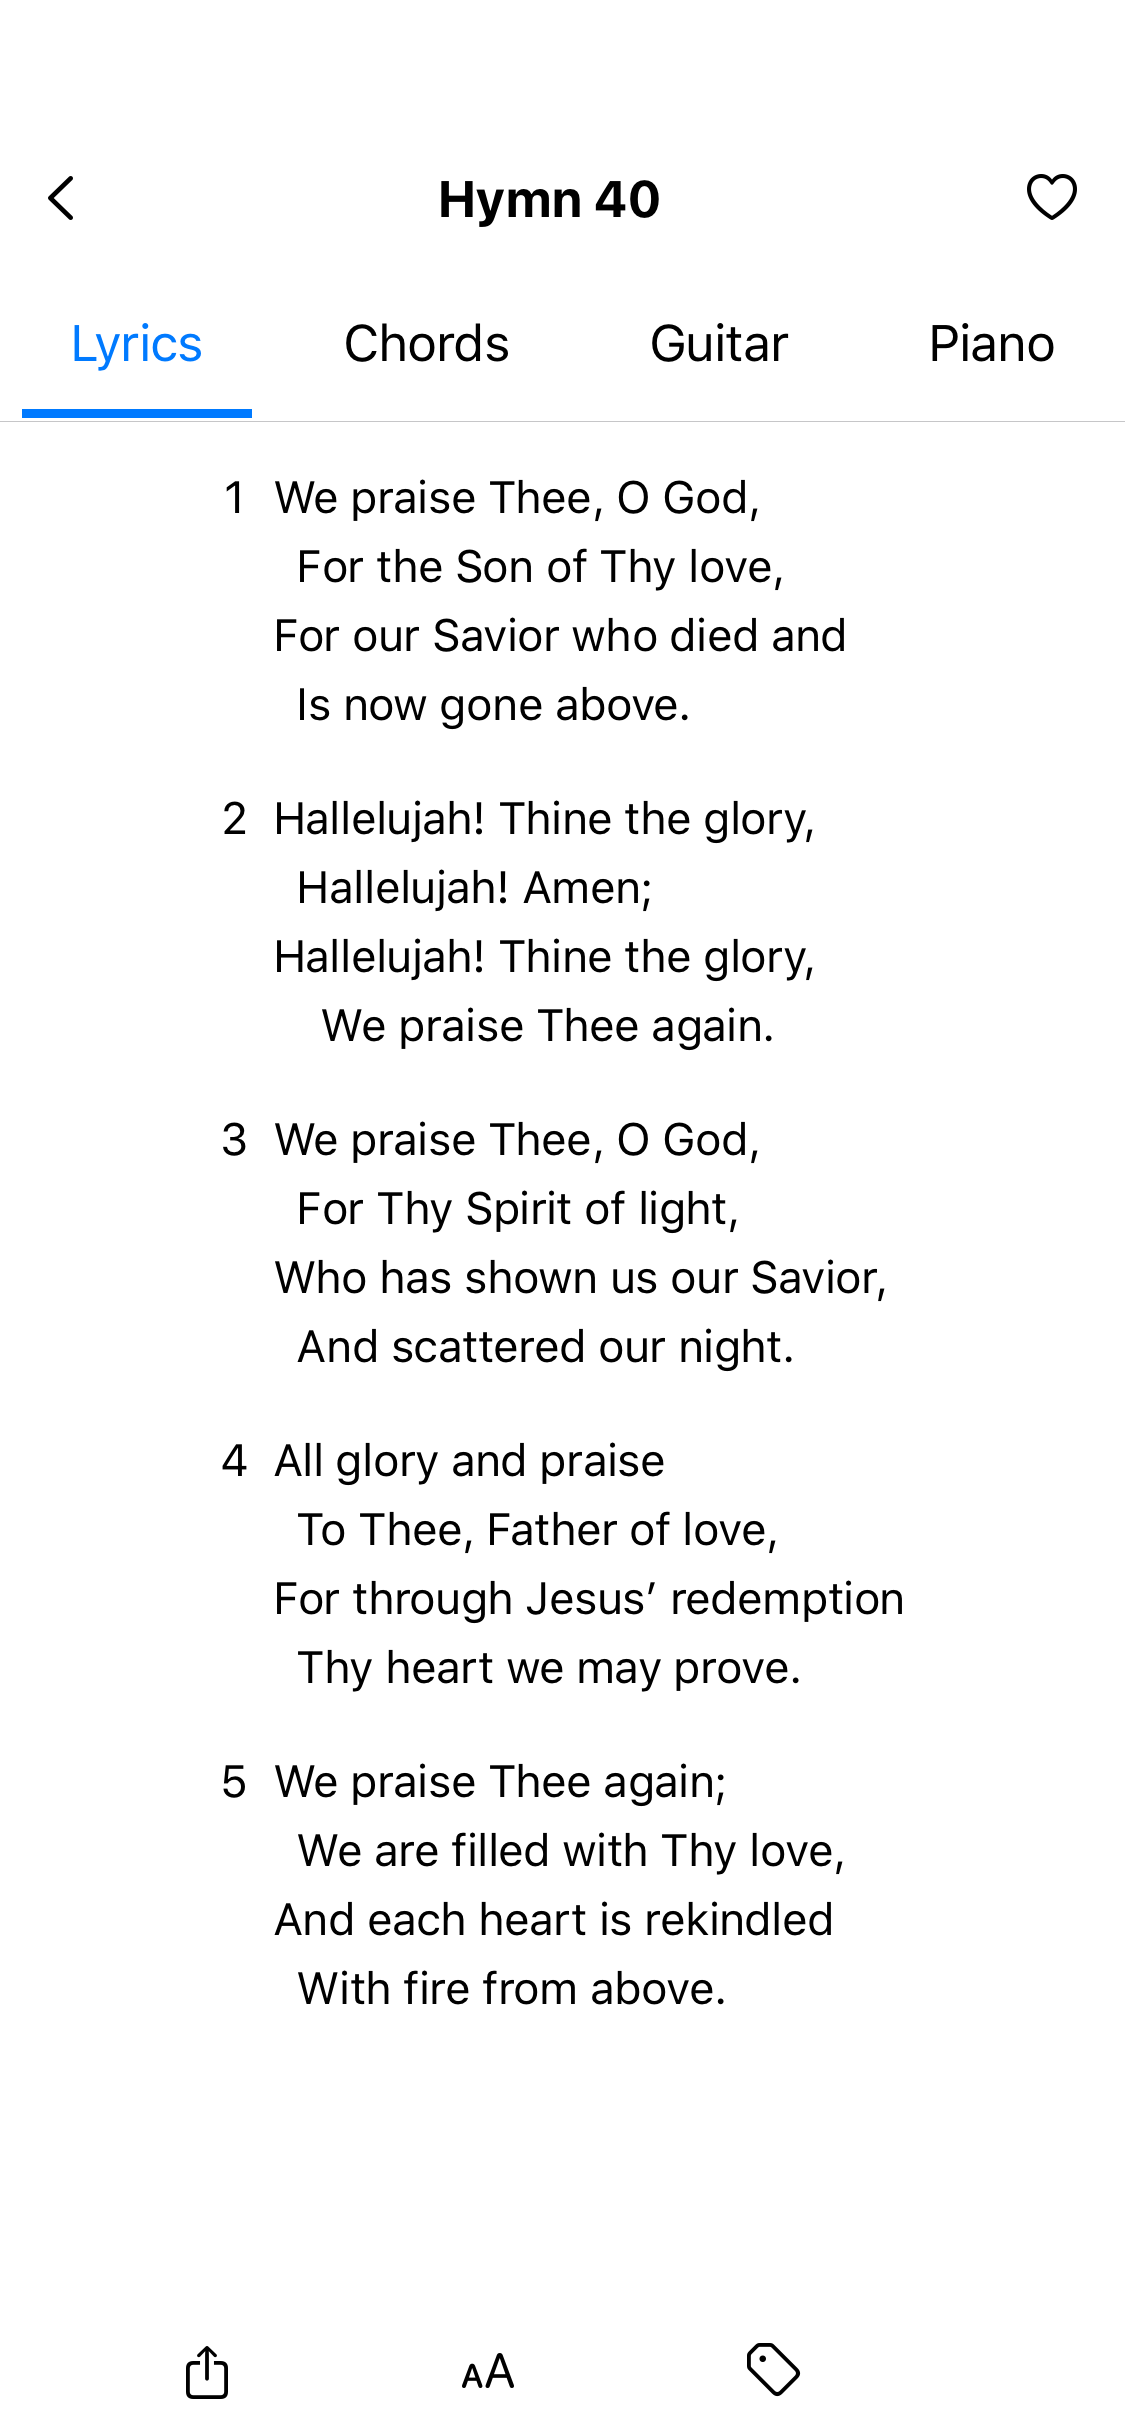 Hymn 40
Lyrics Chords Guitar Piano
1 We praise Thee, O God,
For the Son of Thy love,
For our Savior who died and
Is now gone above.
2 Hallelujah! Thine the glory,
Hallelujah! Amen;
Hallelujah! Thine the glory,
We praise Thee again.
3 We praise Thee, O God,
For Thy Spirit of light,
Who has shown us our Savior,
And scattered our night.
4 All glory and praise
To Thee, Father of love,
For through Jesus’ redemption
Thy heart we may prove.
5 We praise Thee again;
We are filled with Thy love,
And each heart is rekindled
With fire from above.
AA